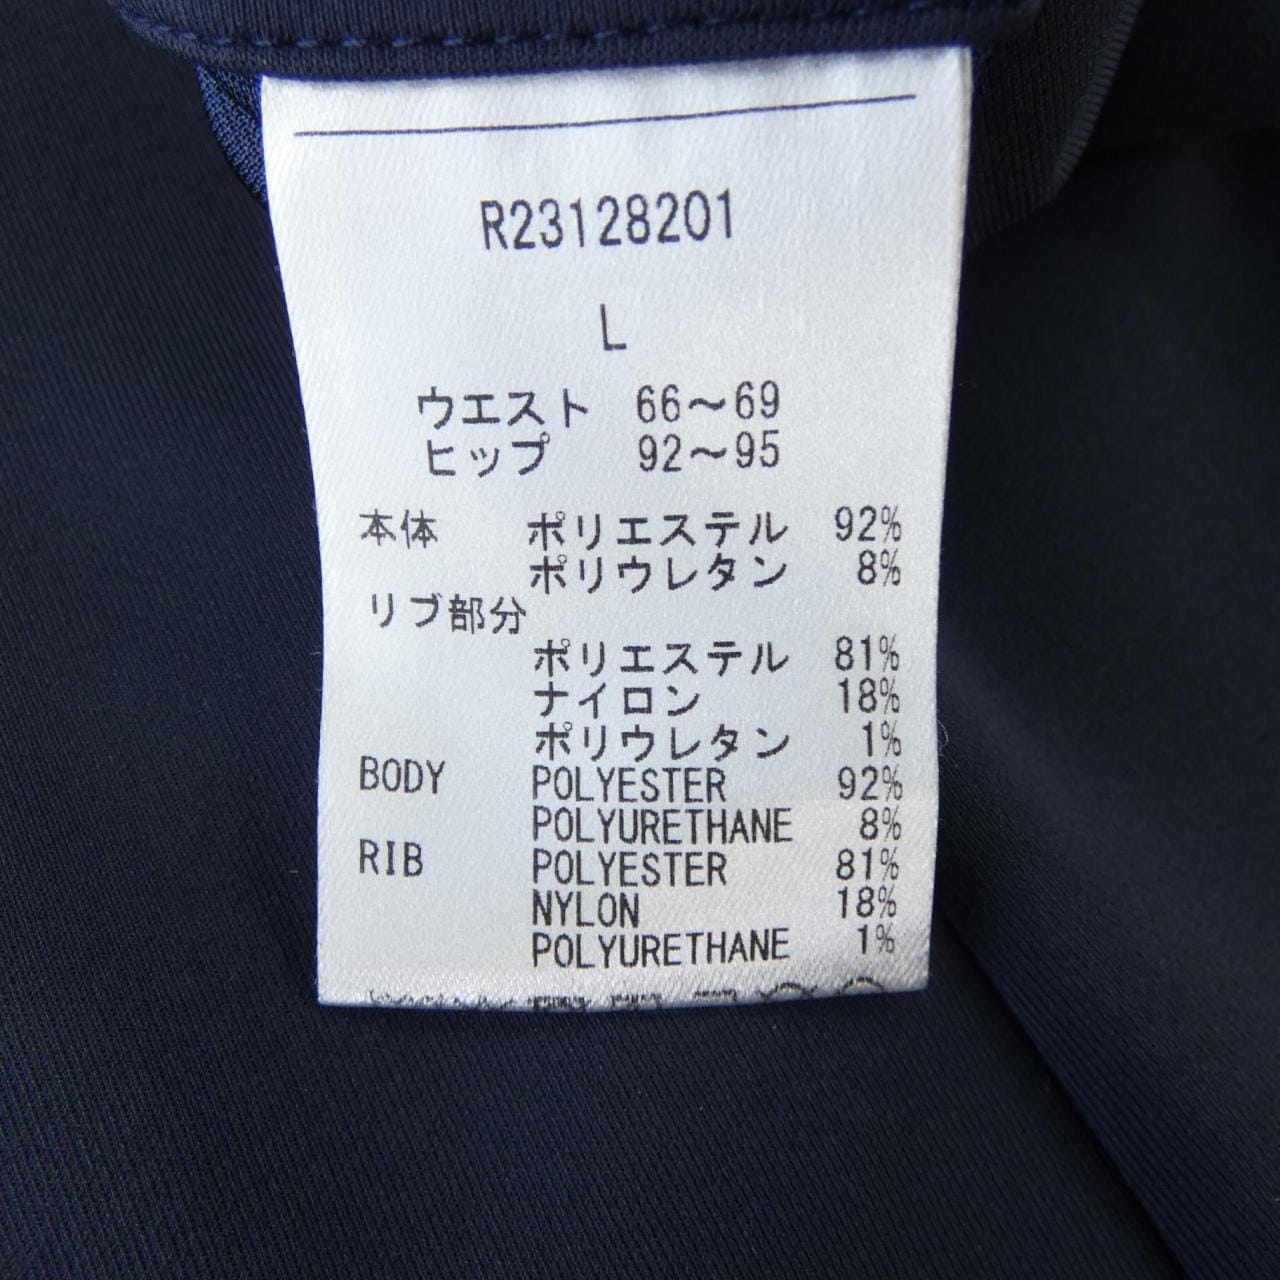 R23128201
L
ウエスト 66～69
ヒップ 92～95
本体 ポリエステル 92%
ポリウレタン 8%
リブ部分
ポリエステル 81%
ナイロン 18%
ポリウレタン 1%
BODY POLYESTER 92%
POLYURETHANE 8%
RIB POLYESTER 81%
NYLON 18%
POLYURETHANE 1%